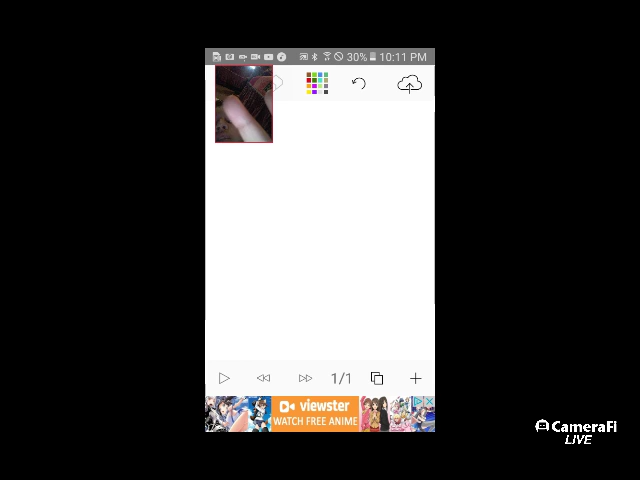 30% 10:11 PM
1/1
viewster
WATCH FREE ANIME
CameraFi
LIVE